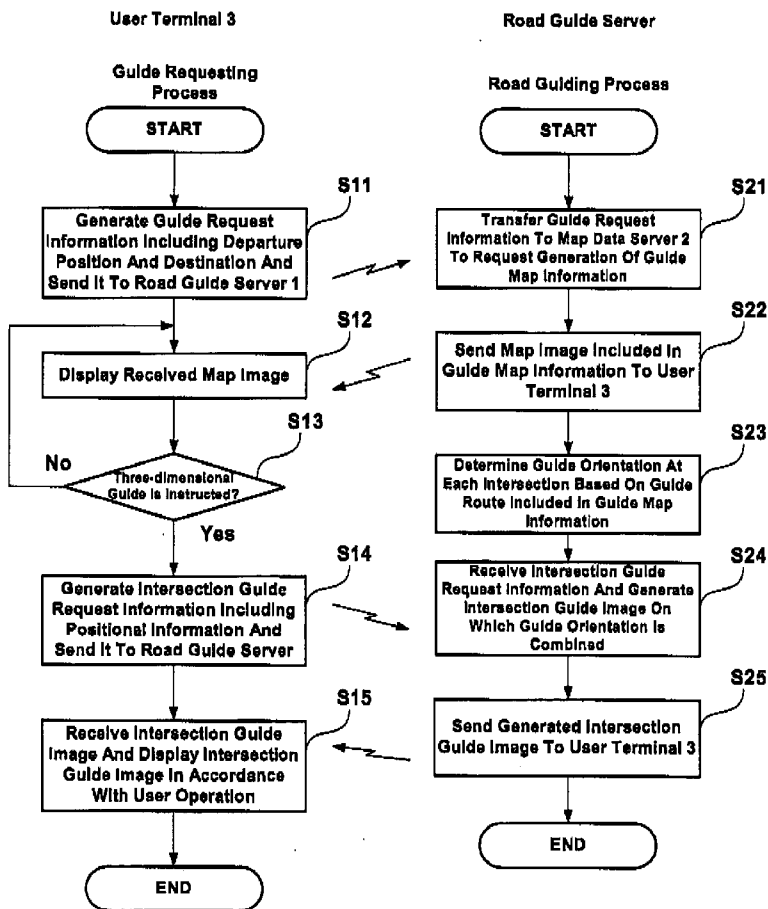 User Terminal 3
Guide Requesting
Process
START
S11
Generate Guide Request
Information Including Departure
Position And Destination And
Send It To Road Guide Server 1
S12
Display Received Map Image
S13
No
Three-dimensional
Guide is Instructed?
Yes
S14
Generate Intersection Guide
Request Information Including
Positional Information And
Send It To Road Guide Server
S15
Receive Intersection Guide
Image And Display Intersection
Guide Image In Accordance
With User Operation
END
Road Guide Server
Road Guiding Process
START
S21
Transfer Guide Request
Information To Map Data Server 2
To Request Generation Of Guide
Map Information
S22
Send Map Image Included In
Guide Map Information To User
Terminal 3
S23
Determine Guide Orientation At
Each Intersection Based On Guide
Route Included In Guide Map
Information
S24
Receive Intersection Guide
Request Information And Generate
Intersection Guide Image On
Which Guide Orientation Is
Combined
S25
Send Generated Intersection
Guide Image To User Terminal 3
END